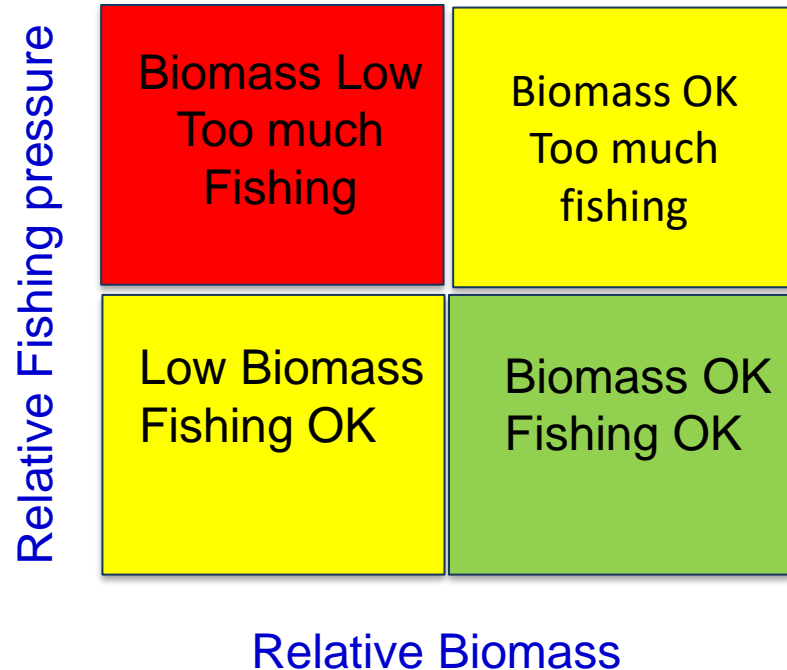 Relative Fishing pressure
Biomass Low
Too much
Fishing
Biomass OK
Too much
fishing
Low Biomass
Fishing OK
Biomass OK
Fishing OK
Relative Biomass